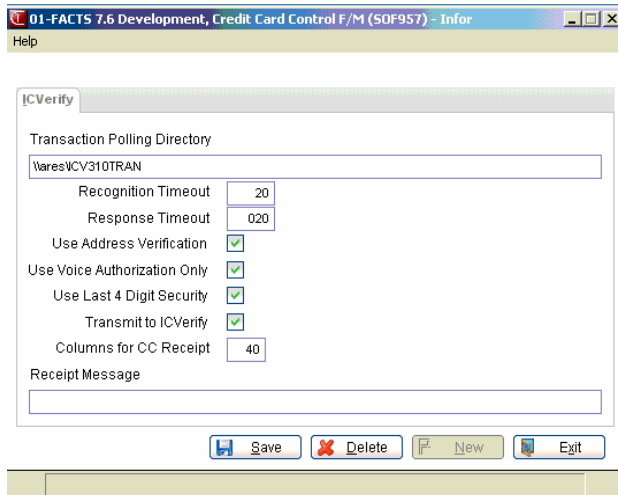 01-FACTS 7.6 Development, Credit Card Control F/M (SOF957) - Infor
Help
ICVerify
Transaction Polling Directory
\\ares\ICV310TRAN
Recognition Timeout 20
Response Timeout 020
Use Address Verification
Use Voice Authorization Only
Use Last 4 Digit Security
Transmit to ICVerify
Columns for CC Receipt 40
Receipt Message
Save Delete New Exit